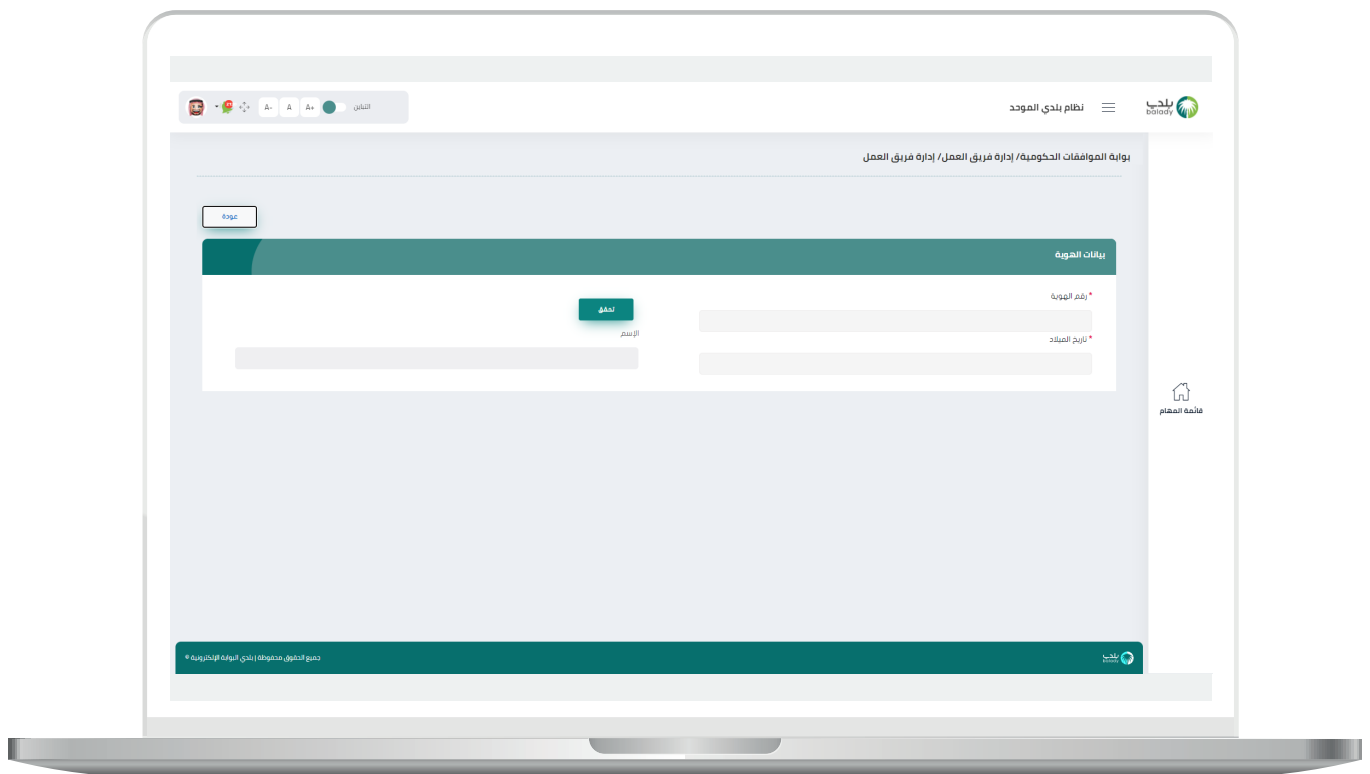 بلدي
balady
نظام بلدي الموحد
التباين
A+
A
A-
بوابة الموافقات الحكومية/ إدارة فريق العمل/ إدارة فريق العمل
عودة
بيانات الهوية
* رقم الهوية
تحقق
* تاريخ الميلاد
الإسم
قائمة المهام
بلدي
balady
جميع الحقوق محفوظة | بلدي البوابة الإلكترونية ©